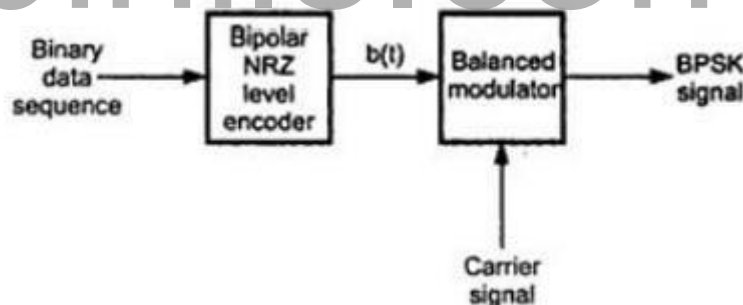 Binary
data
sequence
Bipolar
NRZ
level
encoder
b(t)
Balanced
modulator
BPSK
signal
Carrier
signal